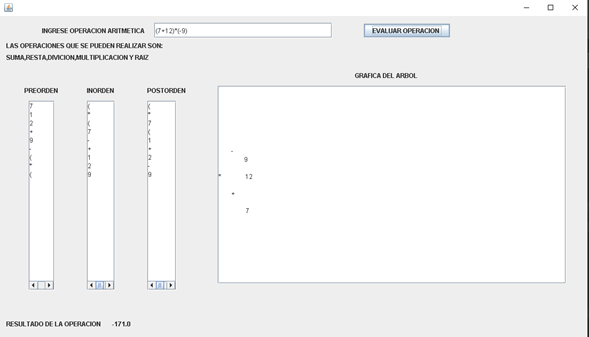 INGRESE OPERACION ARITMETICA (7+12)*(-9) EVALUAR OPERACION
LAS OPERACIONES QUE SE PUEDEN REALIZAR SON:
SUMA,RESTA,DIVICION,MULTIPLICACION Y RAIZ
GRAFICA DEL ARBOL
PREORDEN INORDEN POSTORDEN
7 ( (
1 * *
2 ( 7
+ 7 (
9 - 1
- + +
( 1 2
* 2 -
( 9 9
-
9
* 12
+
7
RESULTADO DE LA OPERACION -171.0